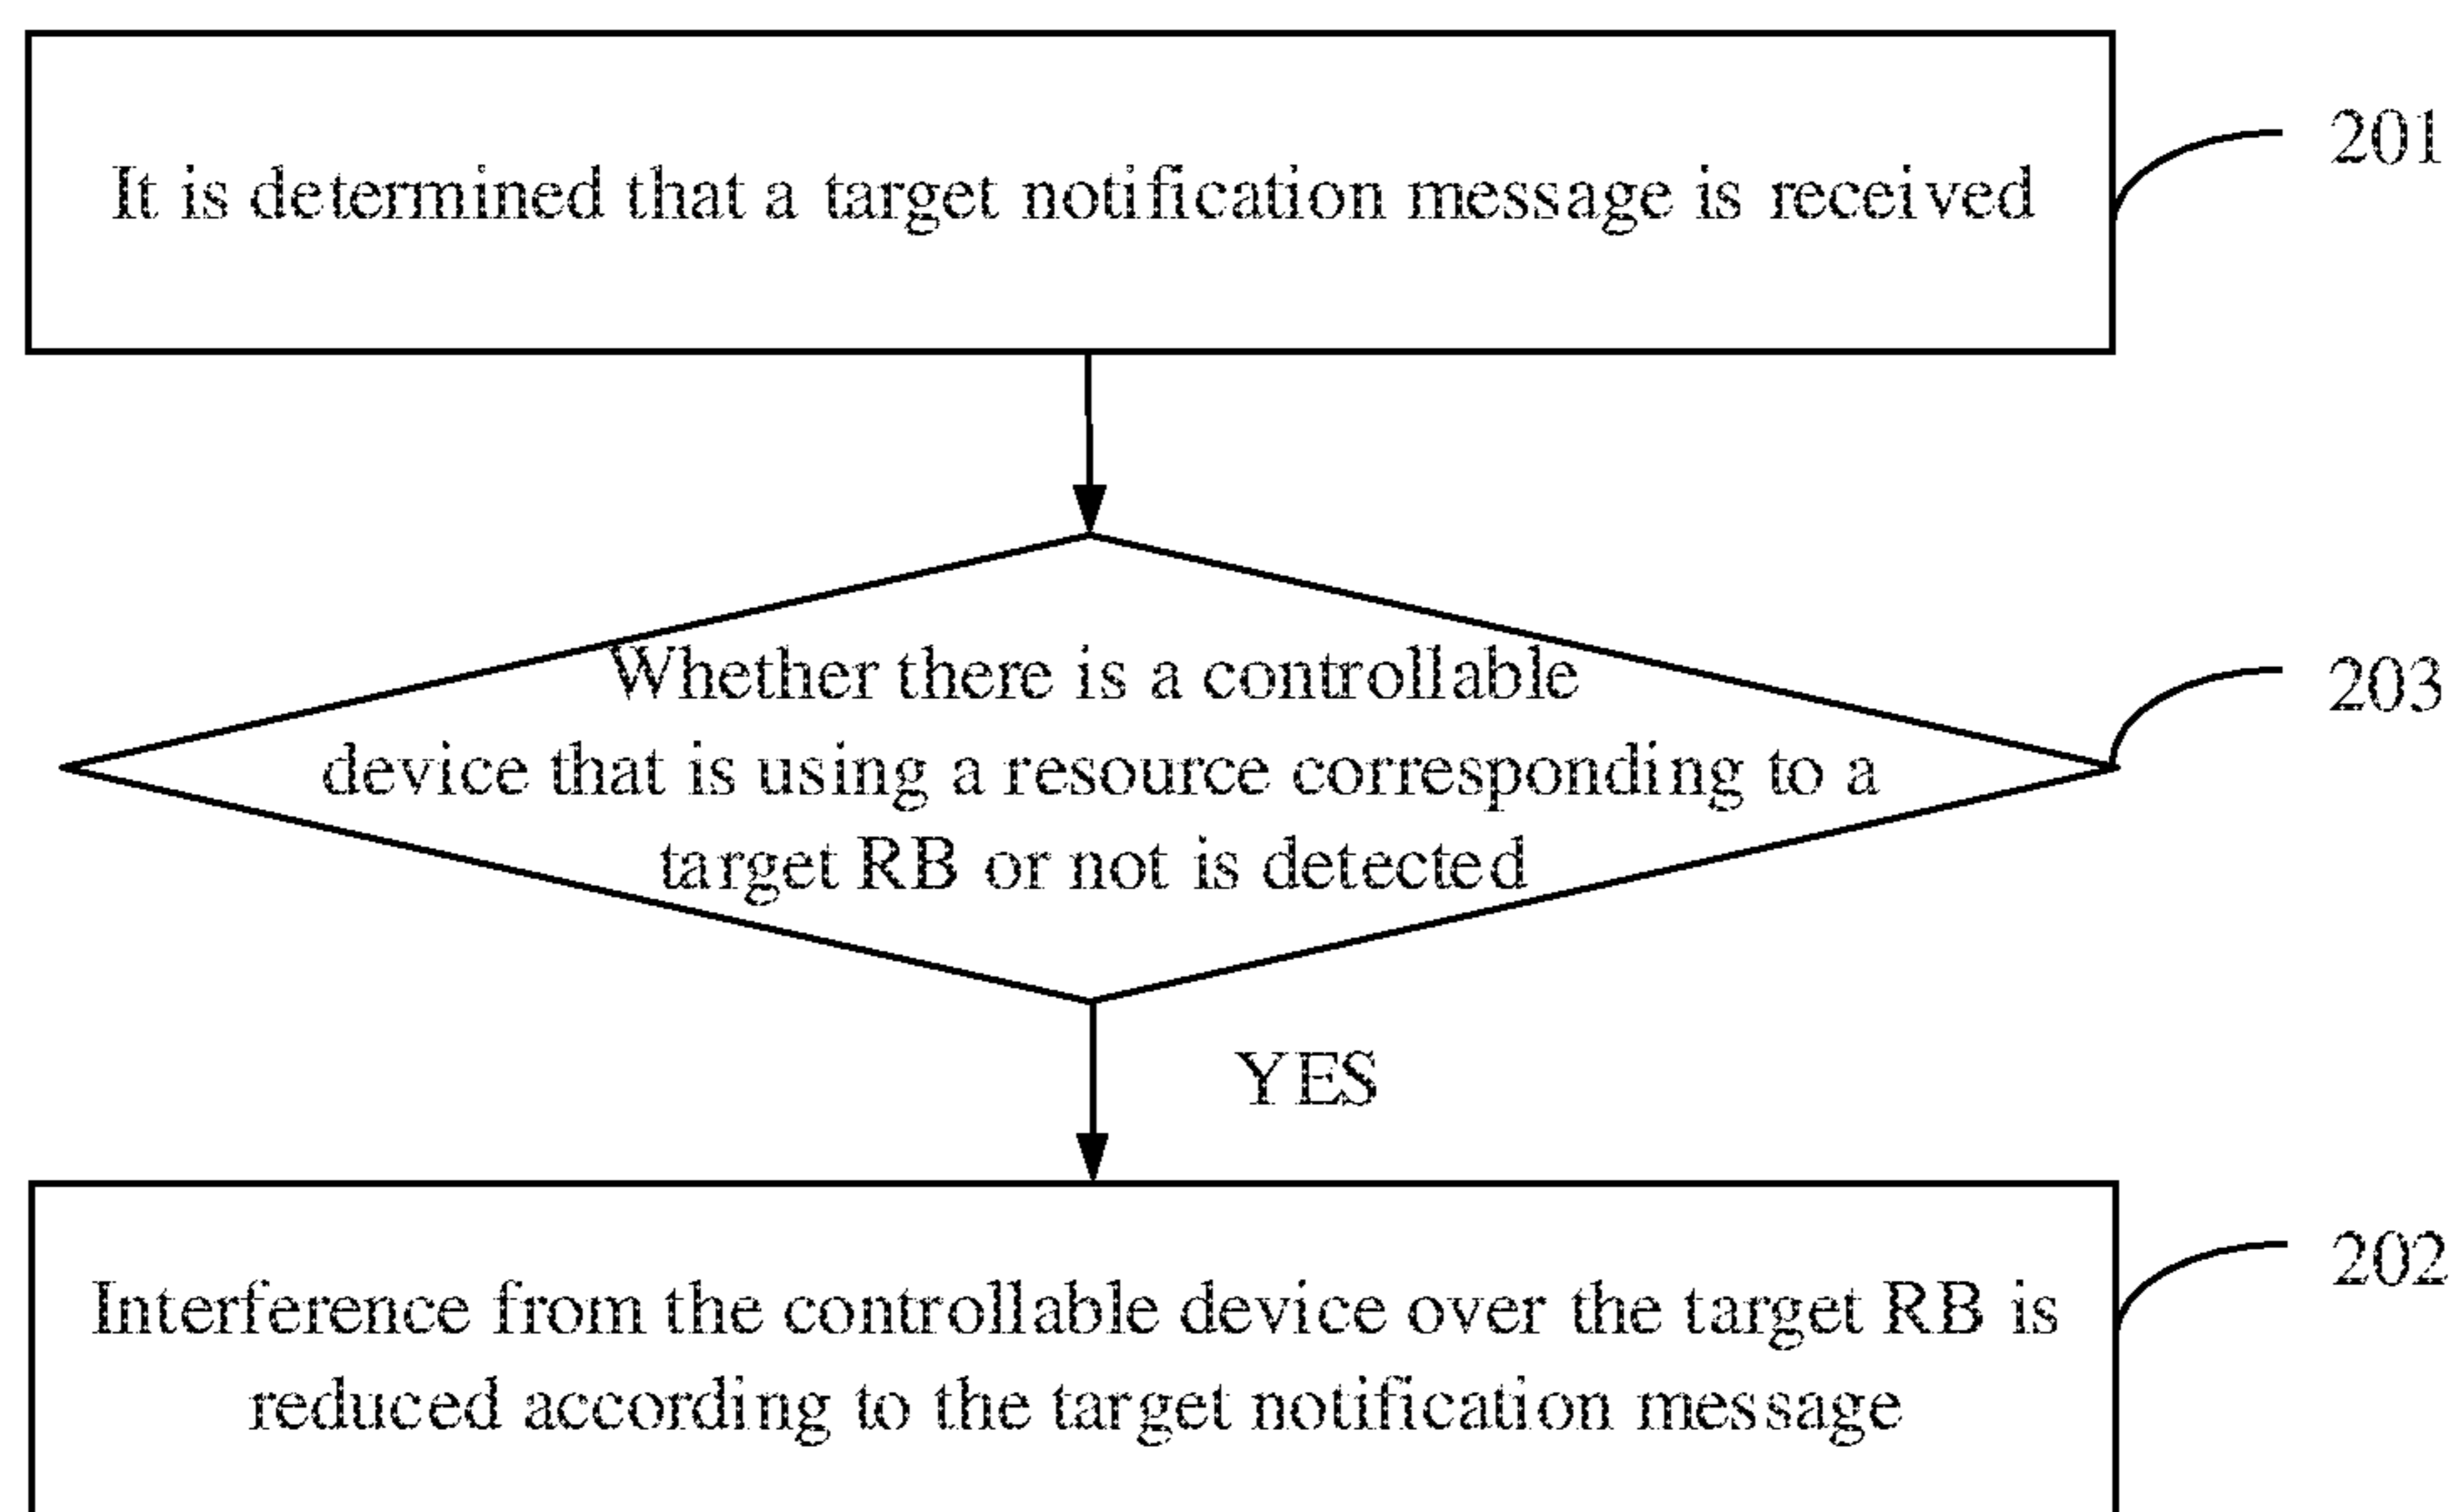 It is determined that a target notification message is received
201
Whether there is a controllable
device that is using a resource corresponding to a
target RB or not is detected
203
YES
Interference from the controllable device over the target RB is
reduced according to the target notification message
202